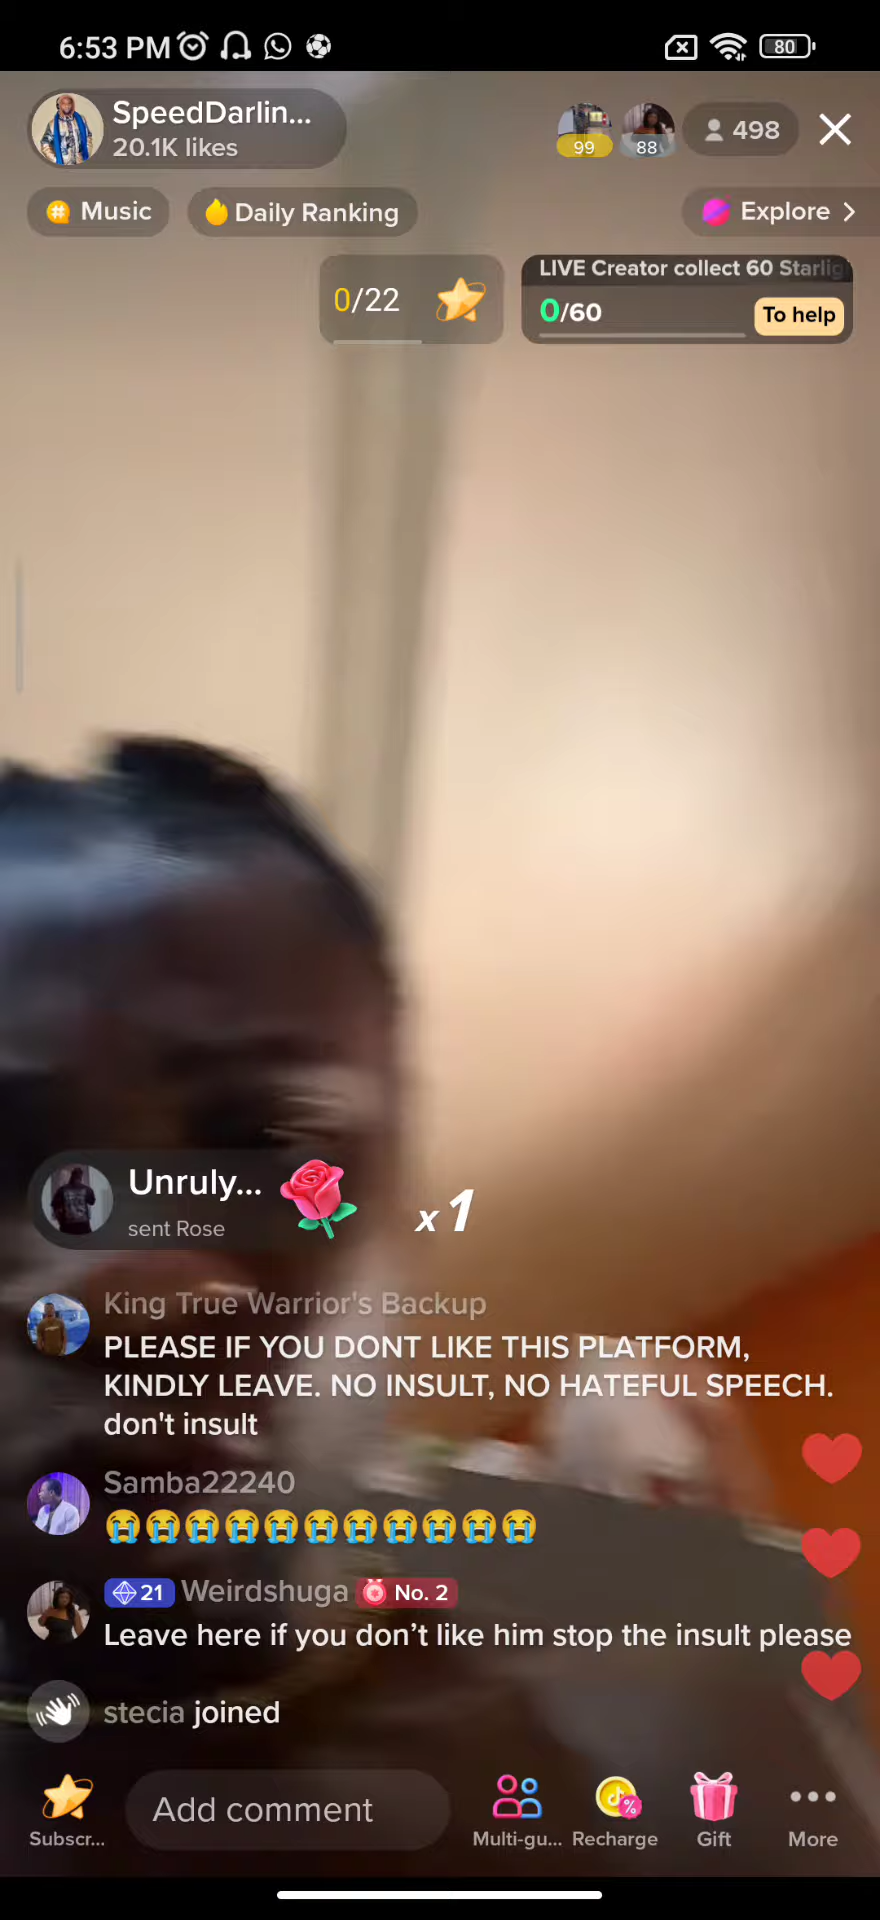 6:53 PM
80
SpeedDarlin...
20.1K likes
99
88
498
Music
Daily Ranking
Explore
0/22
LIVE Creator collect 60 Starlig
0/60
To help
Unruly...
sent Rose
x1
King True Warrior's Backup
PLEASE IF YOU DONT LIKE THIS PLATFORM,
KINDLY LEAVE. NO INSULT, NO HATEFUL SPEECH.
don't insult
Samba22240
😭😭😭😭😭😭😭😭😭😭😭
21 Weirdshuga No. 2
Leave here if you don’t like him stop the insult please
stecia joined
Add comment
Subscr...
Multi-gu...
Recharge
Gift
More